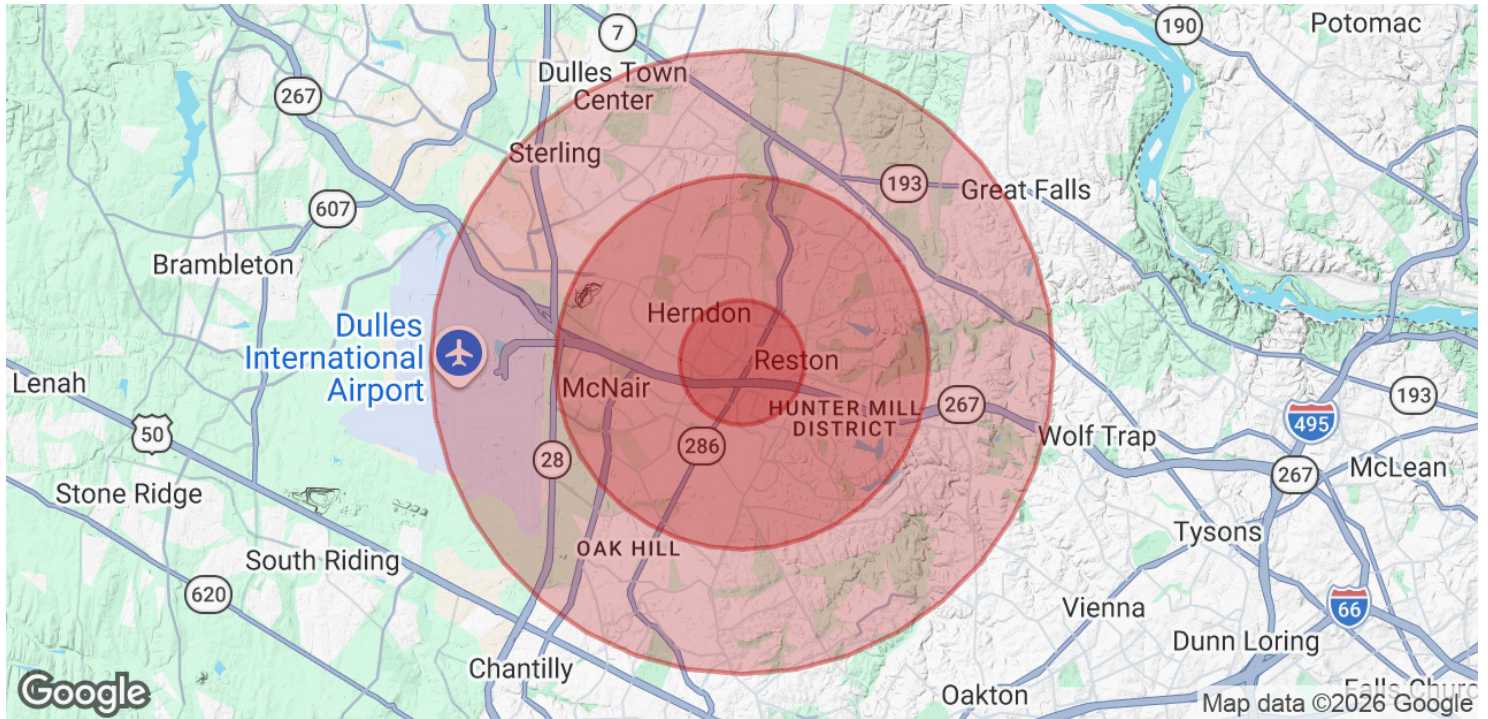 190
Potomac
7
Dulles Town
Center
267
Sterling
193
Great Falls
607
Brambleton
Herndon
Dulles
International
Airport
Reston
Lenah
McNair
193
HUNTER MILL
DISTRICT
267
495
50
286
Wolf Trap
28
McLean
267
Stone Ridge
Tysons
OAK HILL
South Riding
620
Vienna
66
Dunn Loring
Chantilly
Google
Oakton
Falls Church
Map data ©2026 Google